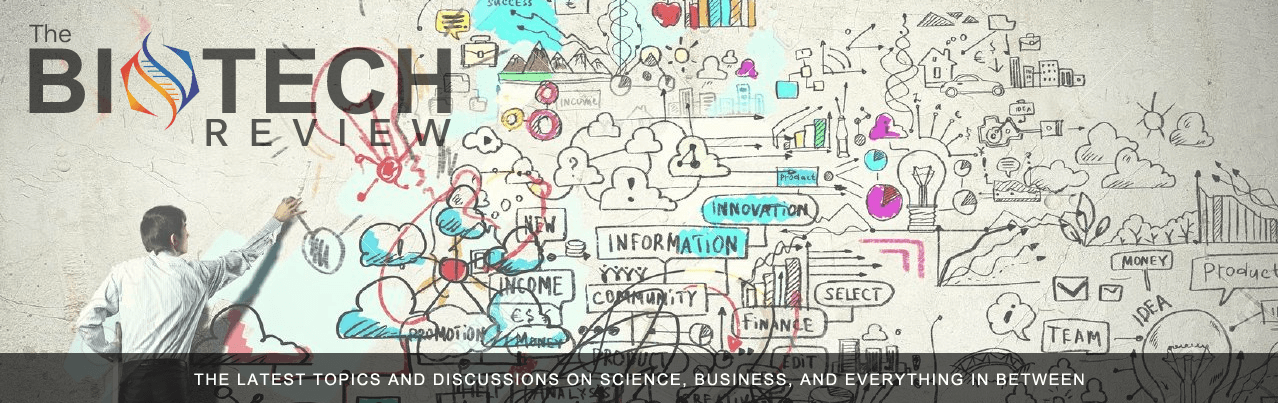 The
BIOTECH
REVIEW
SUCCESS
€
INCOME
IDEA
Product
INNOVATION
NEW
INFORMATION
MONEY
Product
INCOME
COMMUNITY
SELECT
€$
IDEA
PROMOTION
MONEY
FINANCE
TEAM
PRODUCT
EDIT
THE LATEST TOPICS AND DISCUSSIONS ON SCIENCE, BUSINESS, AND EVERYTHING IN BETWEEN
ANALYSIS